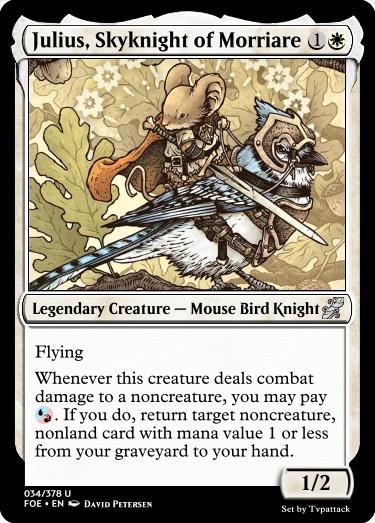 Julius, Skyknight of Morriare 1
Legendary Creature — Mouse Bird Knight
Flying
Whenever this creature deals combat
damage to a noncreature, you may pay
. If you do, return target noncreature,
nonland card with mana value 1 or less
from your graveyard to your hand.
1/2
034/378 U
FOE • EN DAVID PETERSEN
Set by Tvpattack